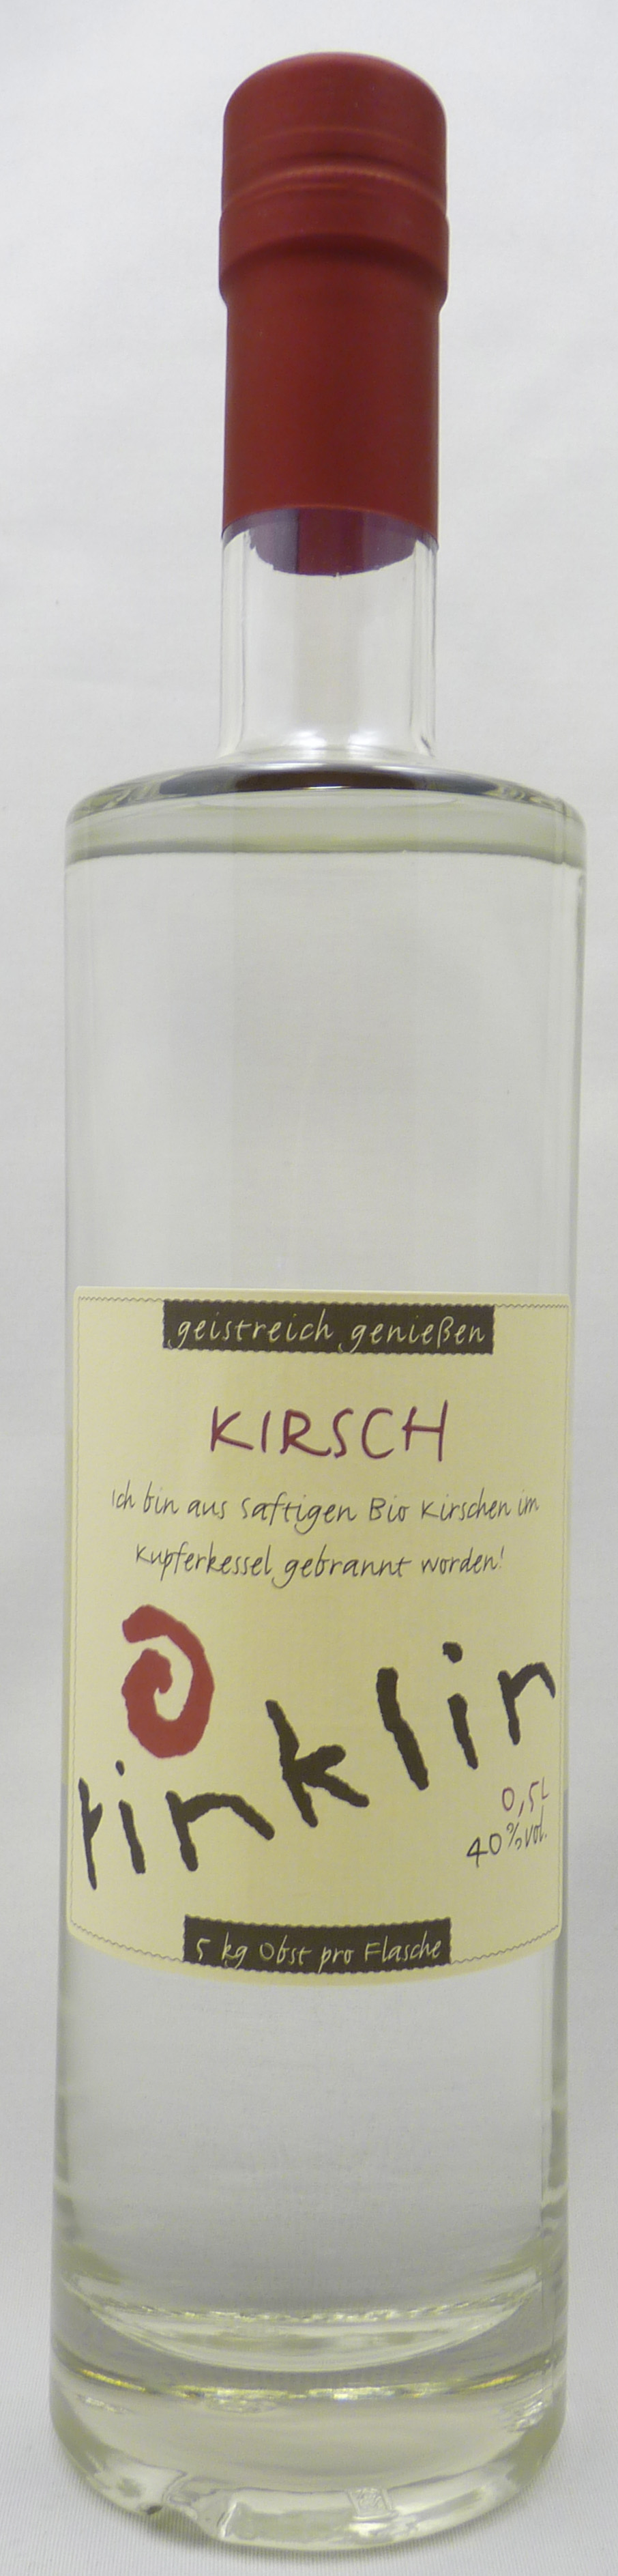 geistreich genießen
KIRSCH
Ich bin aus saftigen Bio Kirschen im
Kupferkessel gebrannt worden!
rinklin
0,5L
40%vol.
5 kg Obst pro Flasche